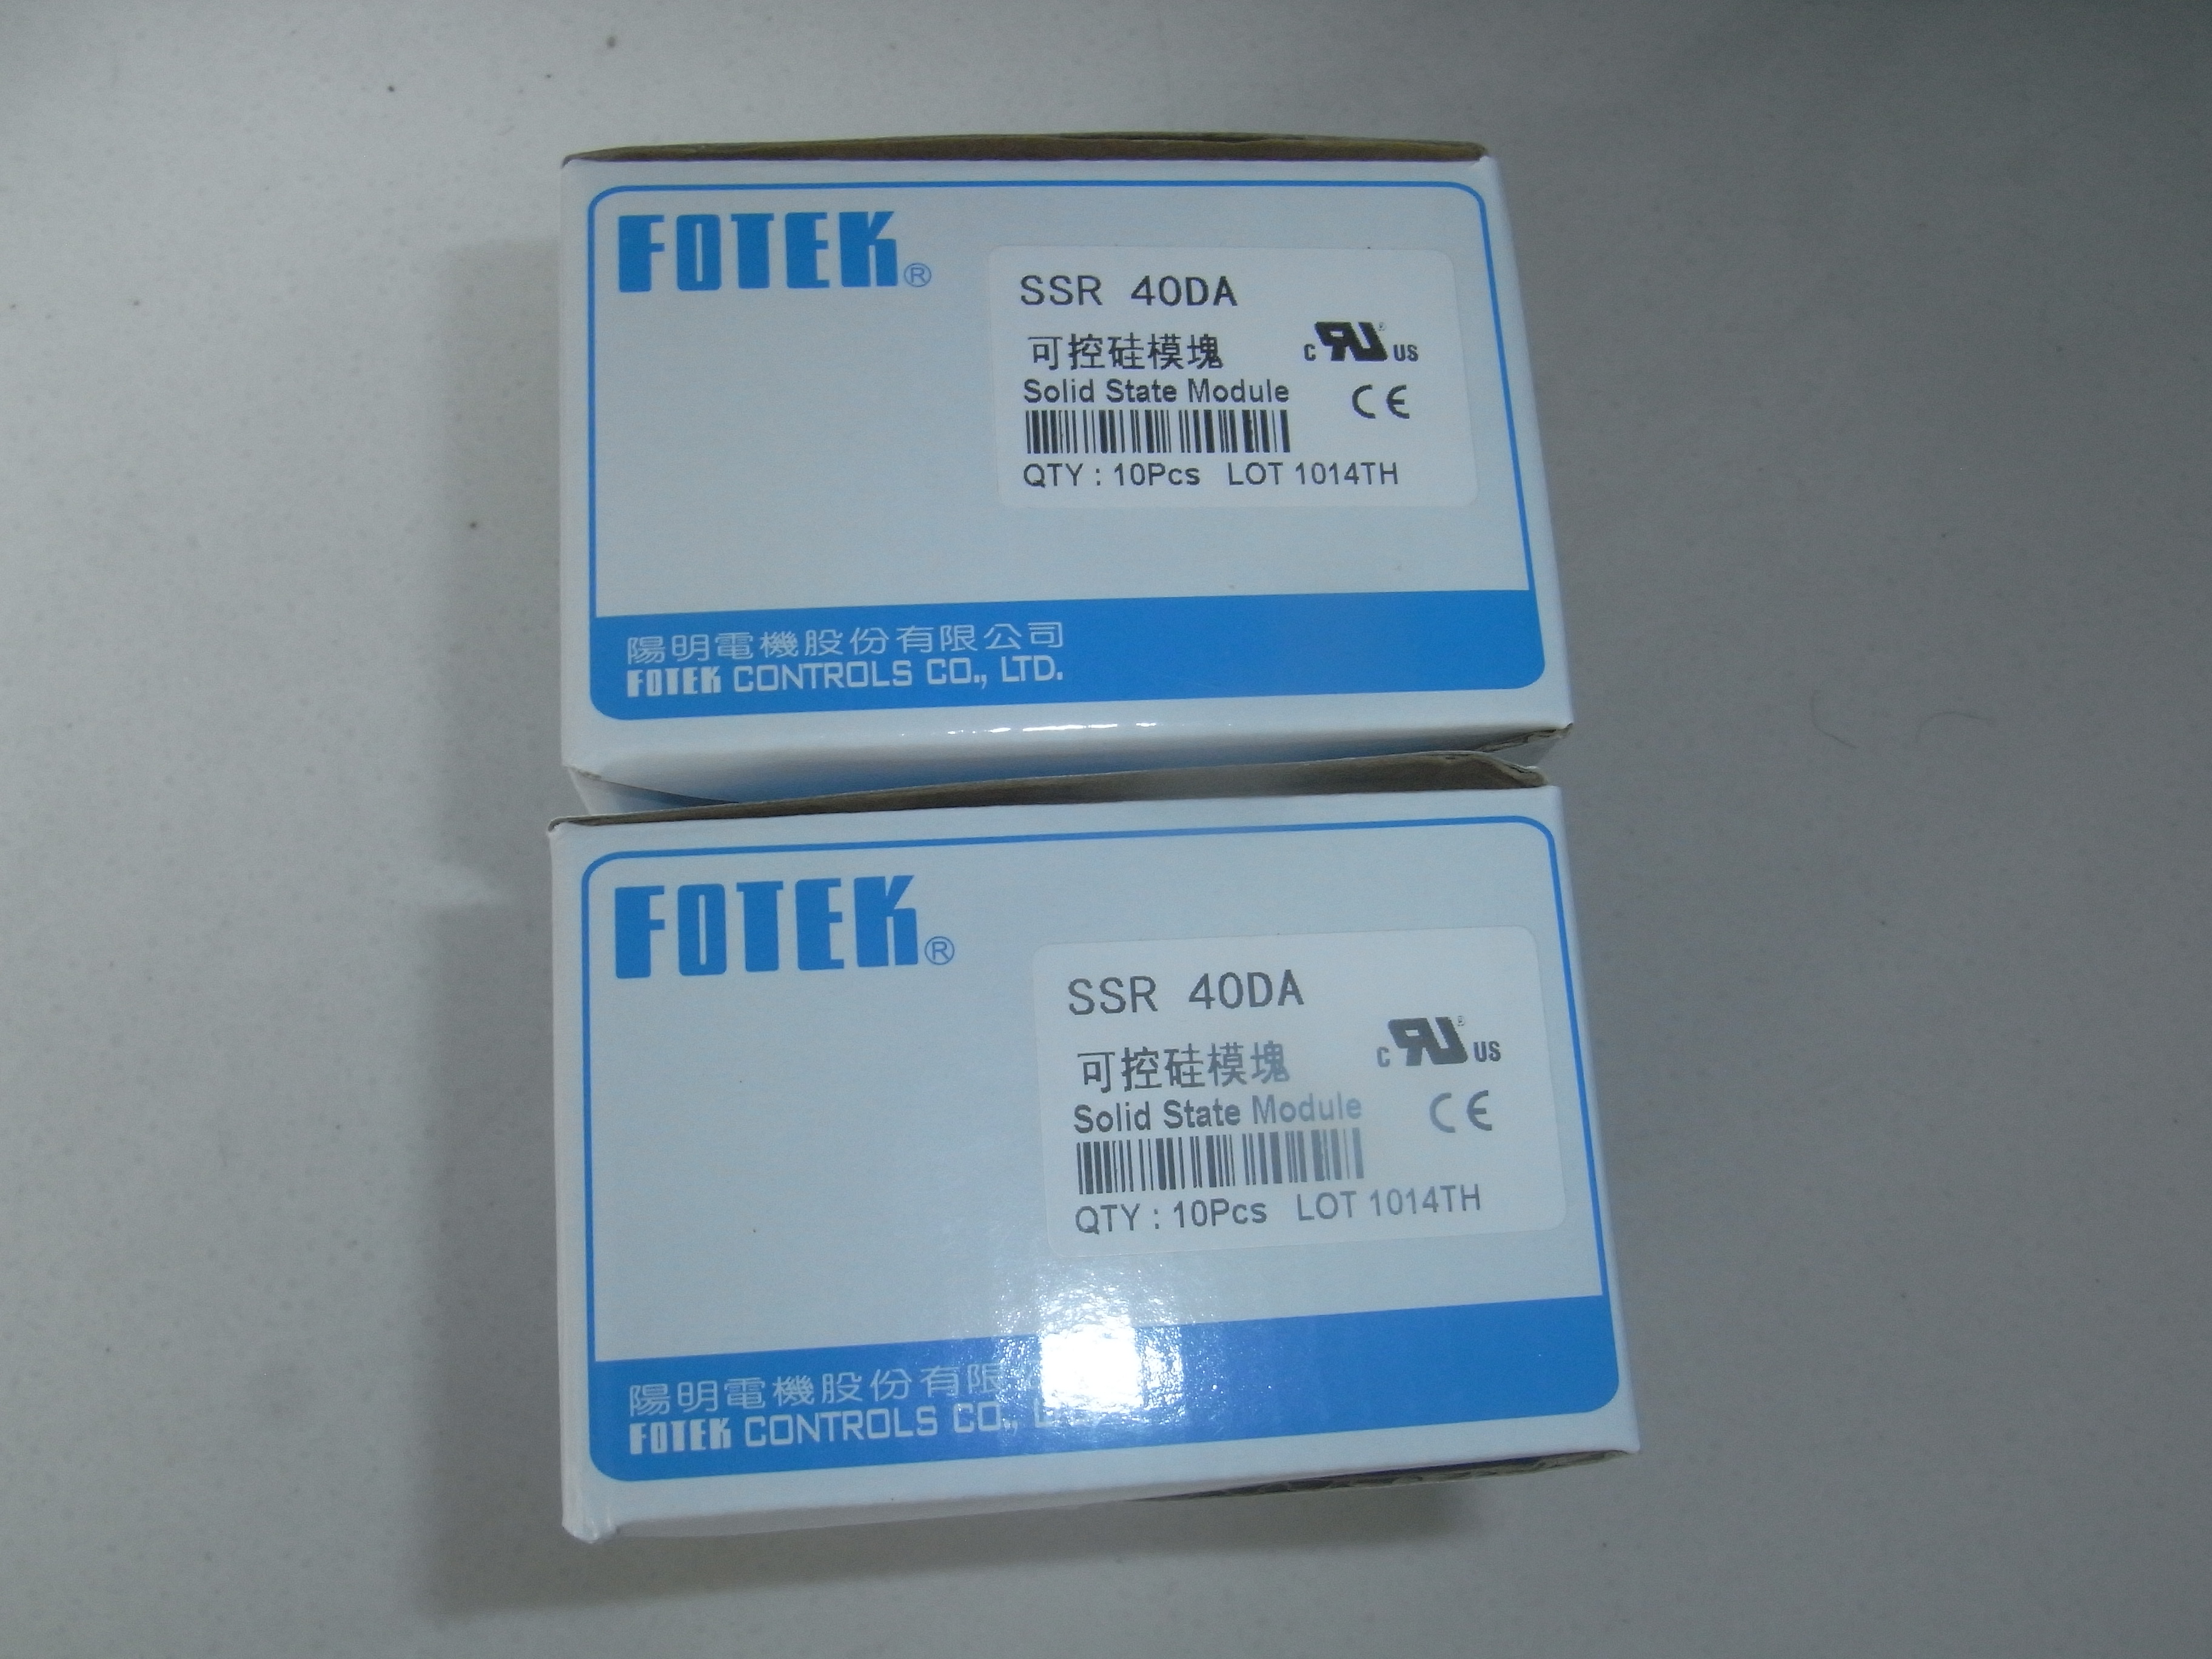 FOTEK®
SSR 40DA
可控硅模塊
c RU® US
Solid State Module
CE
QTY : 10Pcs LOT 1014TH
陽明電機股份有限公司
FOTEK CONTROLS CO., LTD.
FOTEK®
SSR 40DA
可控硅模塊
c RU® US
Solid State Module
CE
QTY : 10Pcs LOT 1014TH
陽明電機股份有限
FOTEK CONTROLS CO.,